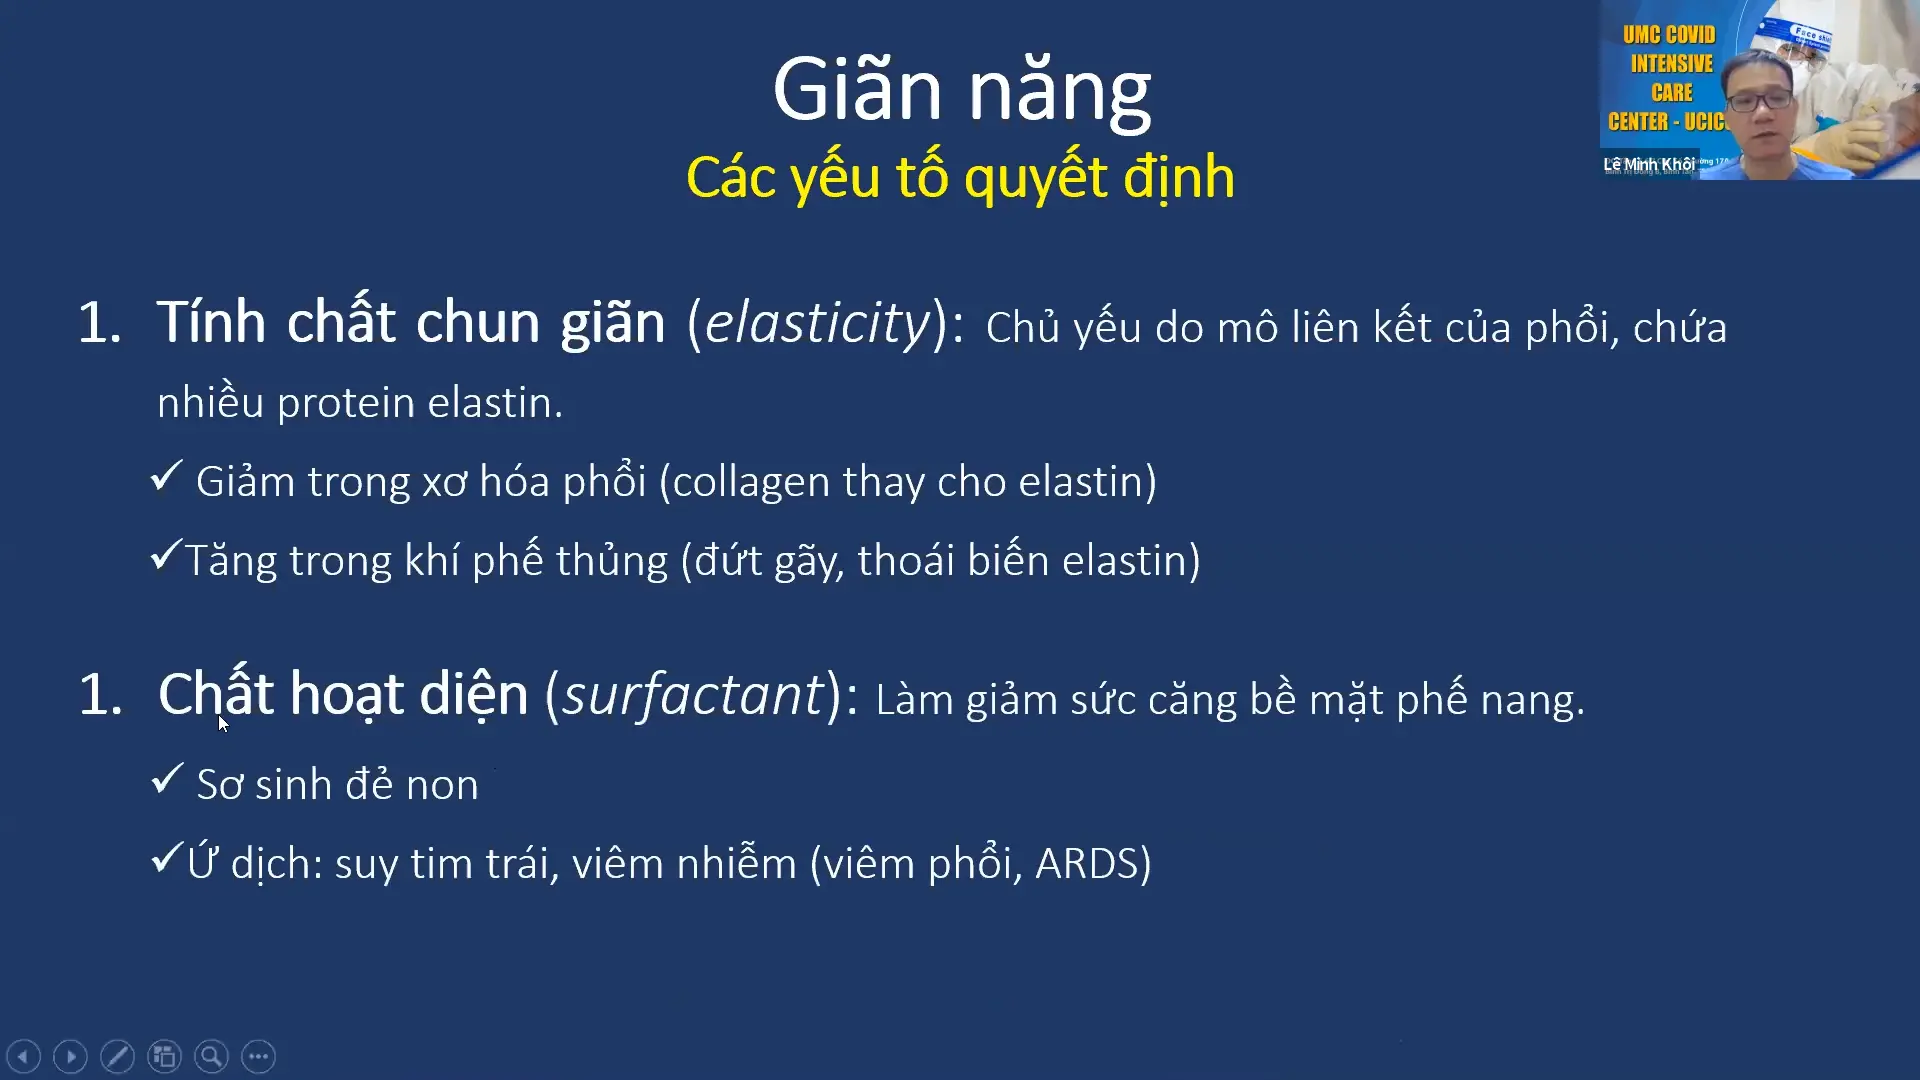 Giãn năng
Các yếu tố quyết định
1. Tính chất chun giãn (elasticity): Chủ yếu do mô liên kết của phổi, chứa
nhiều protein elastin.
✓ Giảm trong xơ hóa phổi (collagen thay cho elastin)
✓Tăng trong khí phế thủng (đứt gãy, thoái biến elastin)
1. Chất hoạt diện (surfactant): Làm giảm sức căng bề mặt phế nang.
✓ Sơ sinh đẻ non
✓Ứ dịch: suy tim trái, viêm nhiễm (viêm phổi, ARDS)
UMC COVID
INTENSIVE
CARE
CENTER - UCIC
Face shi
Lê Minh Khôi